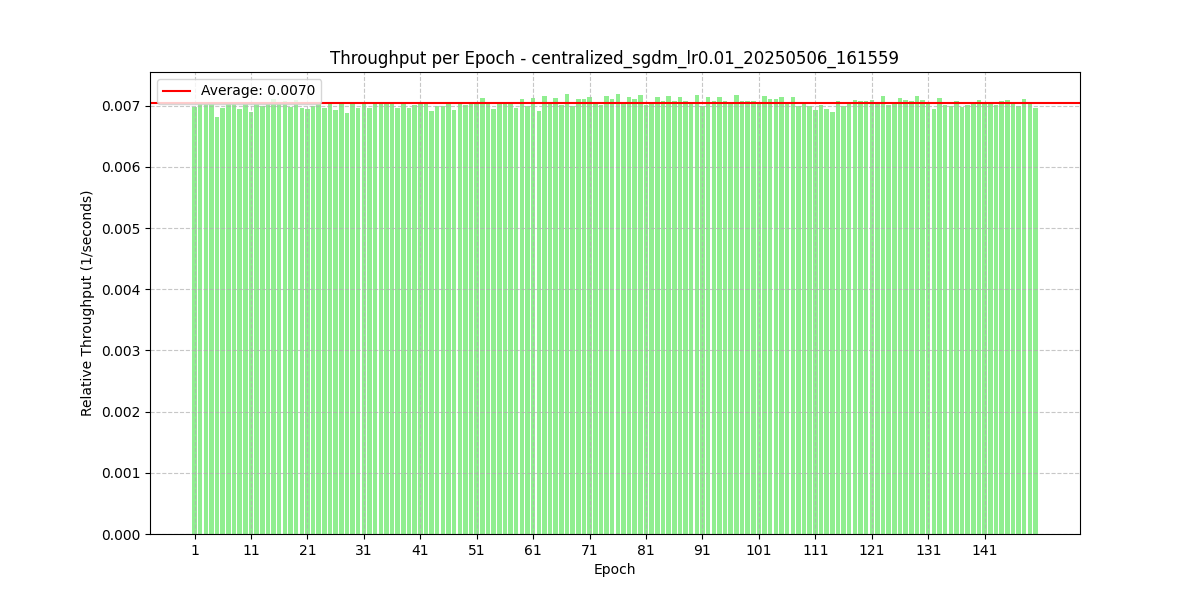 Throughput per Epoch - centralized_sgdm_lr0.01_20250506_161559
Average: 0.0070
Relative Throughput (1/seconds)
0.007
0.006
0.005
0.004
0.003
0.002
0.001
0.000
1 11 21 31 41 51 61 71 81 91 101 111 121 131 141
Epoch